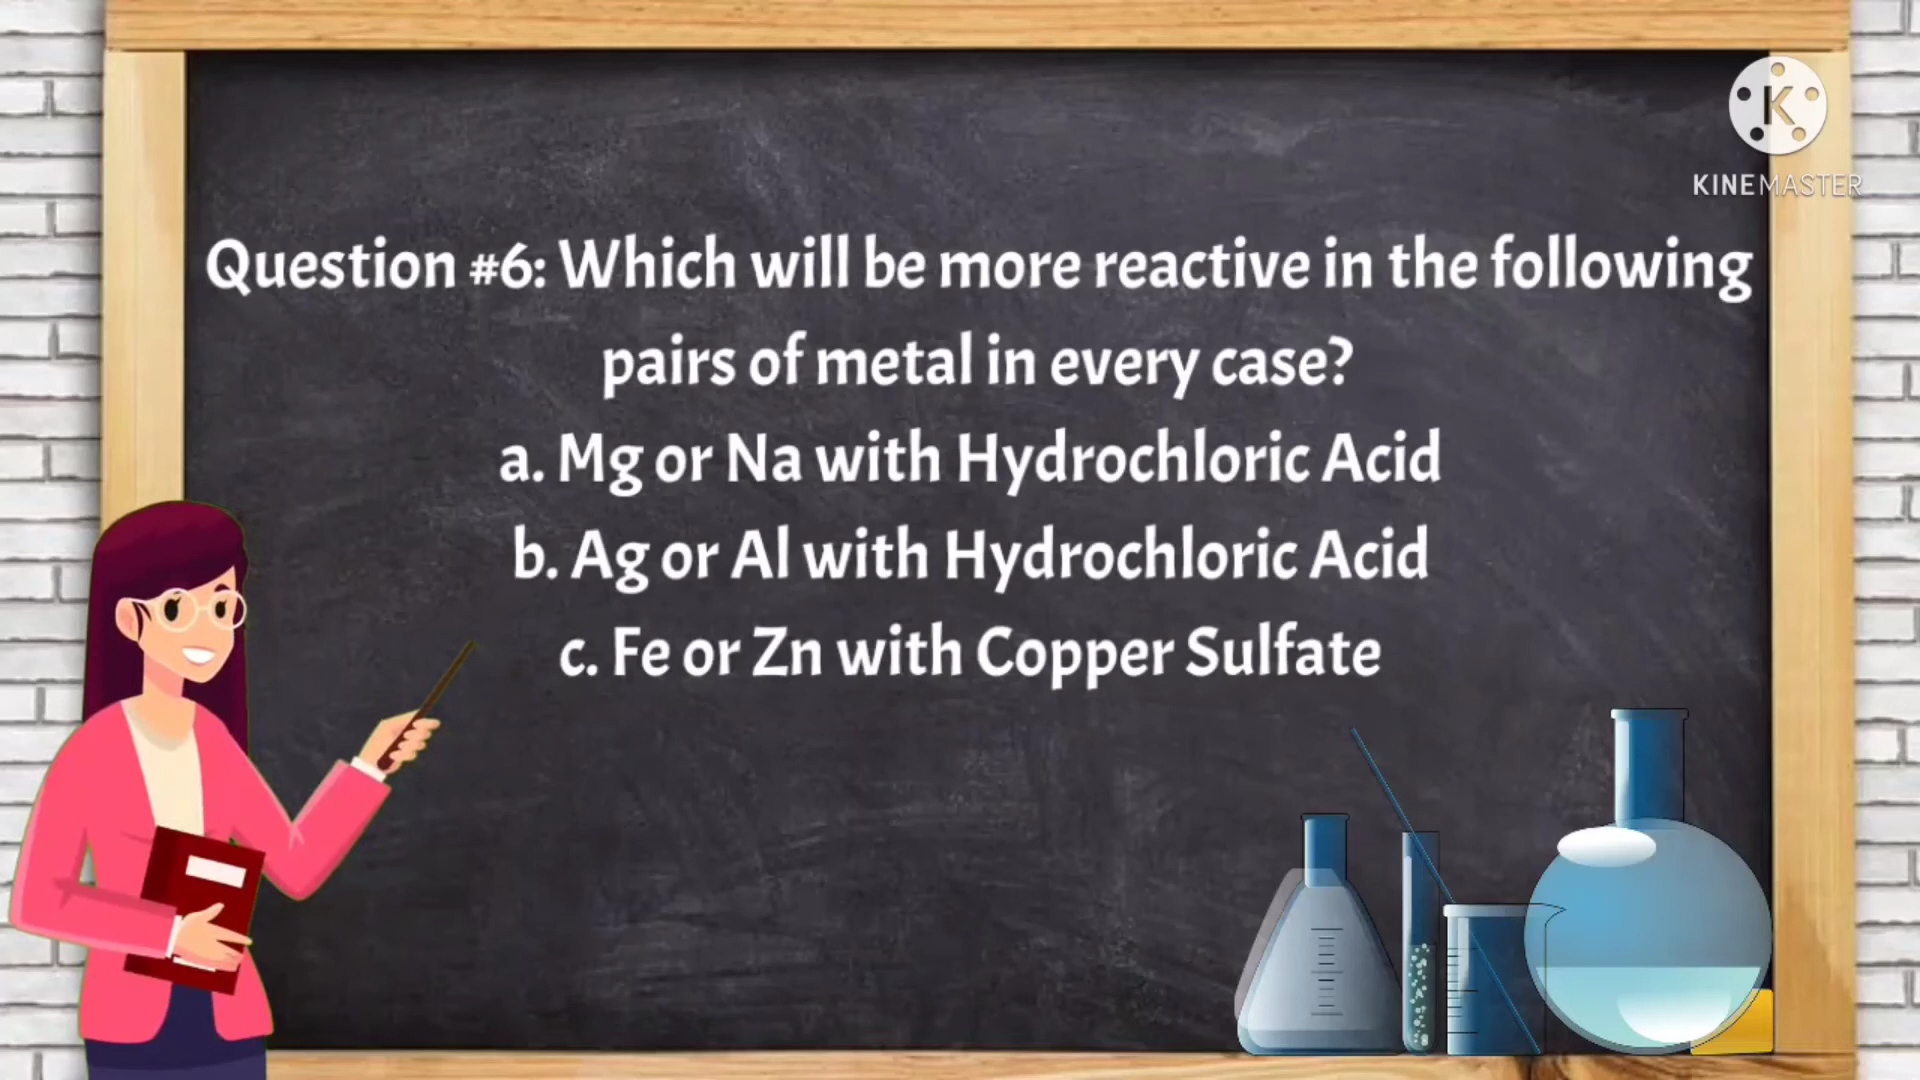 KINEMASTER
Question #6: Which will be more reactive in the following
pairs of metal in every case?
a. Mg or Na with Hydrochloric Acid
b. Ag or Al with Hydrochloric Acid
c. Fe or Zn with Copper Sulfate